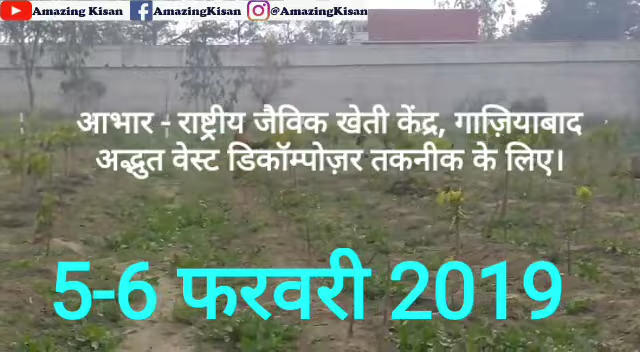 Amazing Kisan AmazingKisan @AmazingKisan
आभार - राष्ट्रीय जैविक खेती केंद्र, गाज़ियाबाद
अद्भुत वेस्ट डिकॉम्पोज़र तकनीक के लिए।
5-6 फरवरी 2019